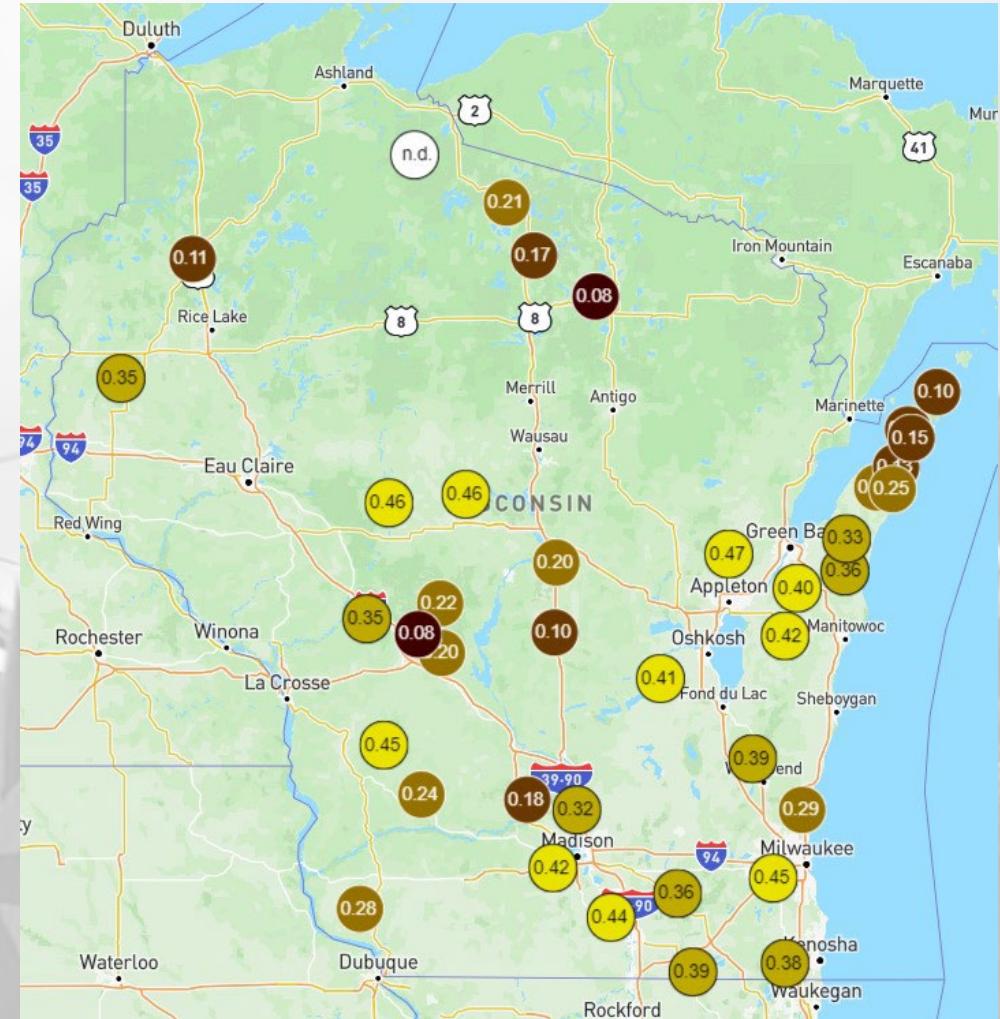 Duluth
Ashland
2
Marquette
Mun
41
35
n.d.
35
0.21
0.11
0.17
Iron Mountain
Escanaba
0.08
Rice Lake
8
8
0.35
Merrill
Antigo
0.10
Marinette
94
94
Wausau
0.15
Eau Claire
0.46
0.46
CONSIN
0.25
Red Wing
Green Ba
0.33
0.47
0.20
0.36
Appleton
0.40
0.22
0.35
0.08
0.10
.20
Rochester
Winona
Oshkosh
0.42
Manitowoc
La Crosse
0.41
Fond du Lac
Sheboygan
0.45
0.39
end
39-90
0.24
0.18
0.32
0.29
y
Madison
94
Milwaukee
0.42
0.45
0.36
-90
0.28
0.44
Kenosha
Waterloo
Dubuque
0.39
0.38
Waukegan
Rockford